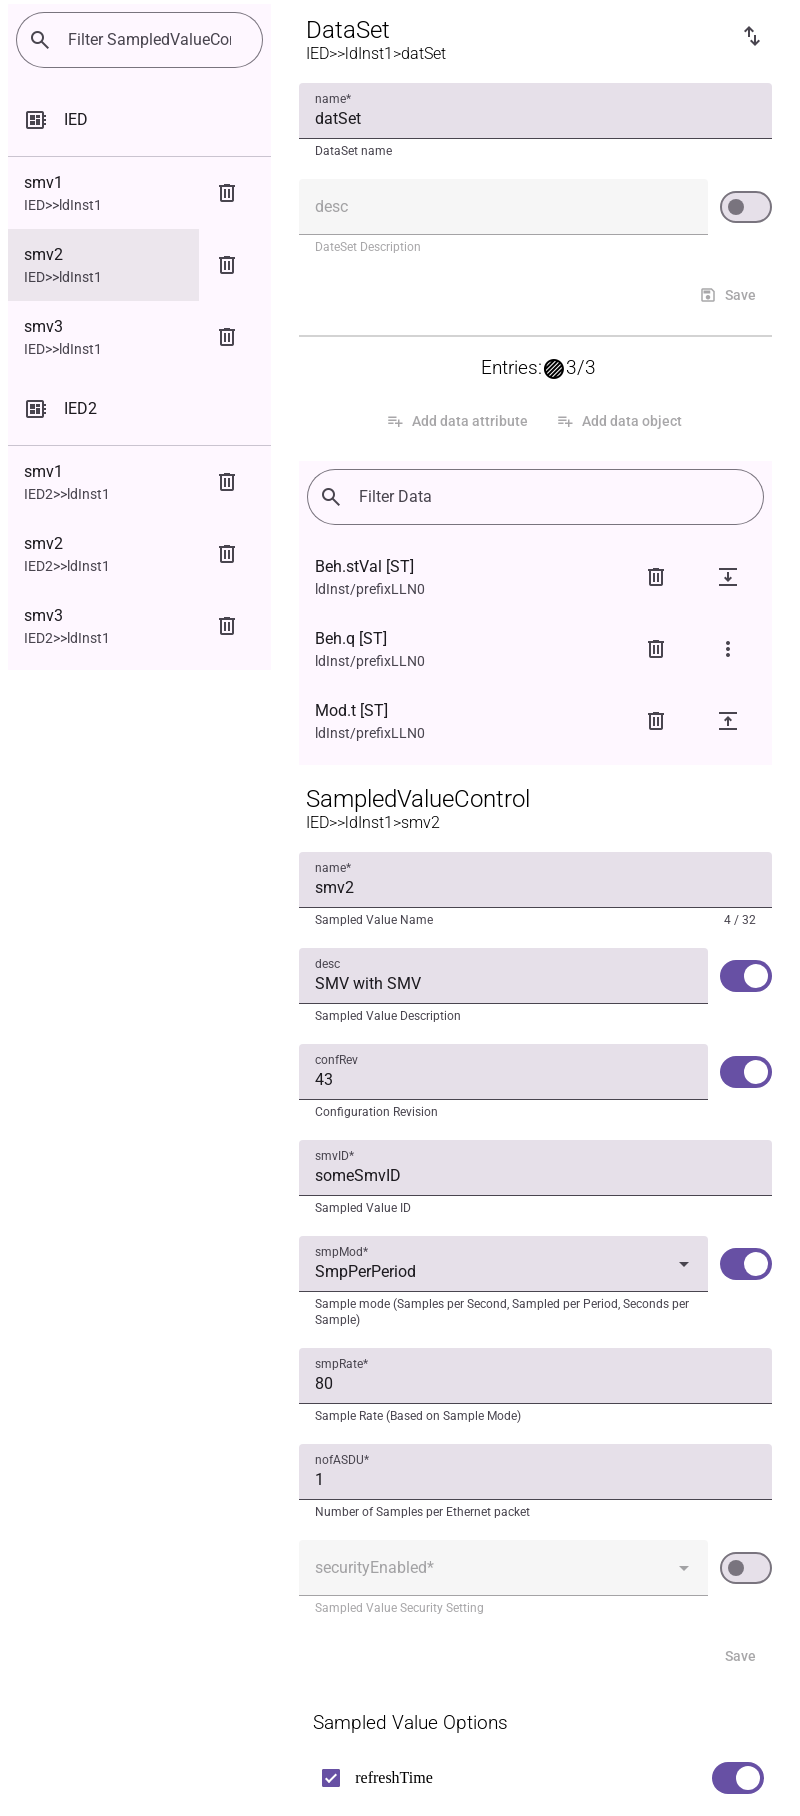 Filter SampledValueCo
IED
smv1
IED>>ldInst1
smv2
IED>>ldInst1
smv3
IED>>ldInst1
IED2
smv1
IED2>>ldInst1
smv2
IED2>>ldInst1
smv3
IED2>>ldInst1
DataSet
IED>>ldInst1>datSet
name*
datSet
DataSet name
desc
DateSet Description
Save
Entries: 3/3
Add data attribute Add data object
Filter Data
Beh.stVal [ST]
ldInst/prefixLLN0
Beh.q [ST]
ldInst/prefixLLN0
Mod.t [ST]
ldInst/prefixLLN0
SampledValueControl
IED>>ldInst1>smv2
name*
smv2
Sampled Value Name 4 / 32
desc
SMV with SMV
Sampled Value Description
confRev
43
Configuration Revision
smvID*
someSmvID
Sampled Value ID
smpMod*
SmpPerPeriod
Sample mode (Samples per Second, Sampled per Period, Seconds per
Sample)
smpRate*
80
Sample Rate (Based on Sample Mode)
nofASDU*
1
Number of Samples per Ethernet packet
securityEnabled*
Sampled Value Security Setting
Save
Sampled Value Options
refreshTime